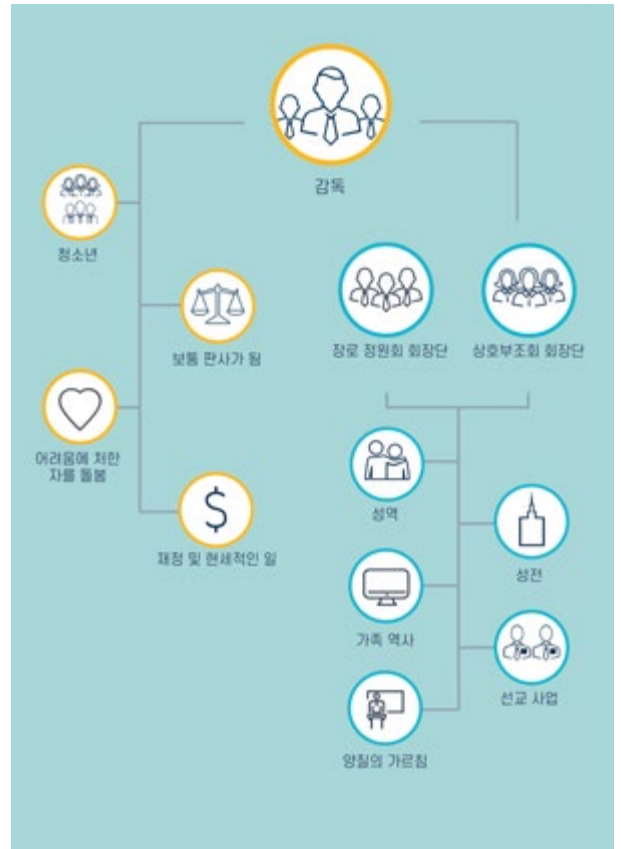 감독
청소년
보통 판사가 됨
장로 정원회 회장단
상호부조회 회장단
어려움에 처한
자를 돌봄
$
재정 및 현세적인 일
성역
성전
가족 역사
선교 사업
양질의 가르침